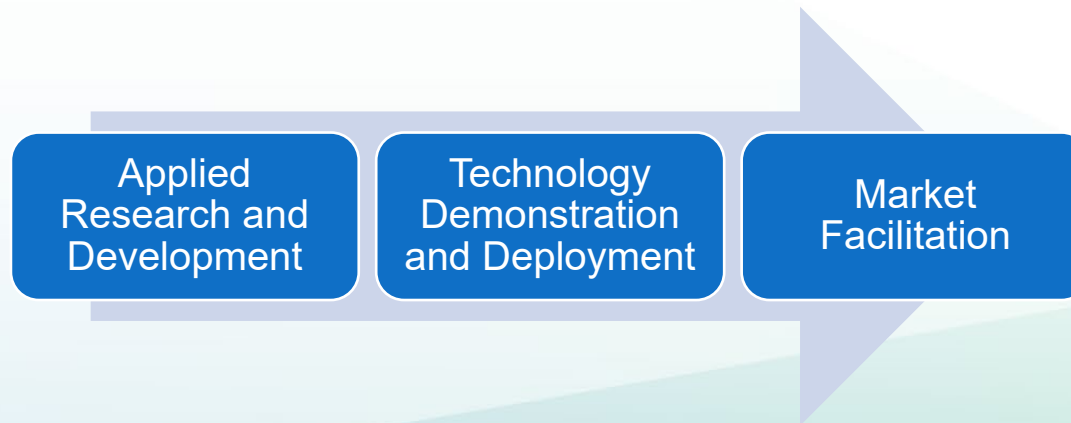 Applied
Research and
Development
Technology
Demonstration
and Deployment
Market
Facilitation